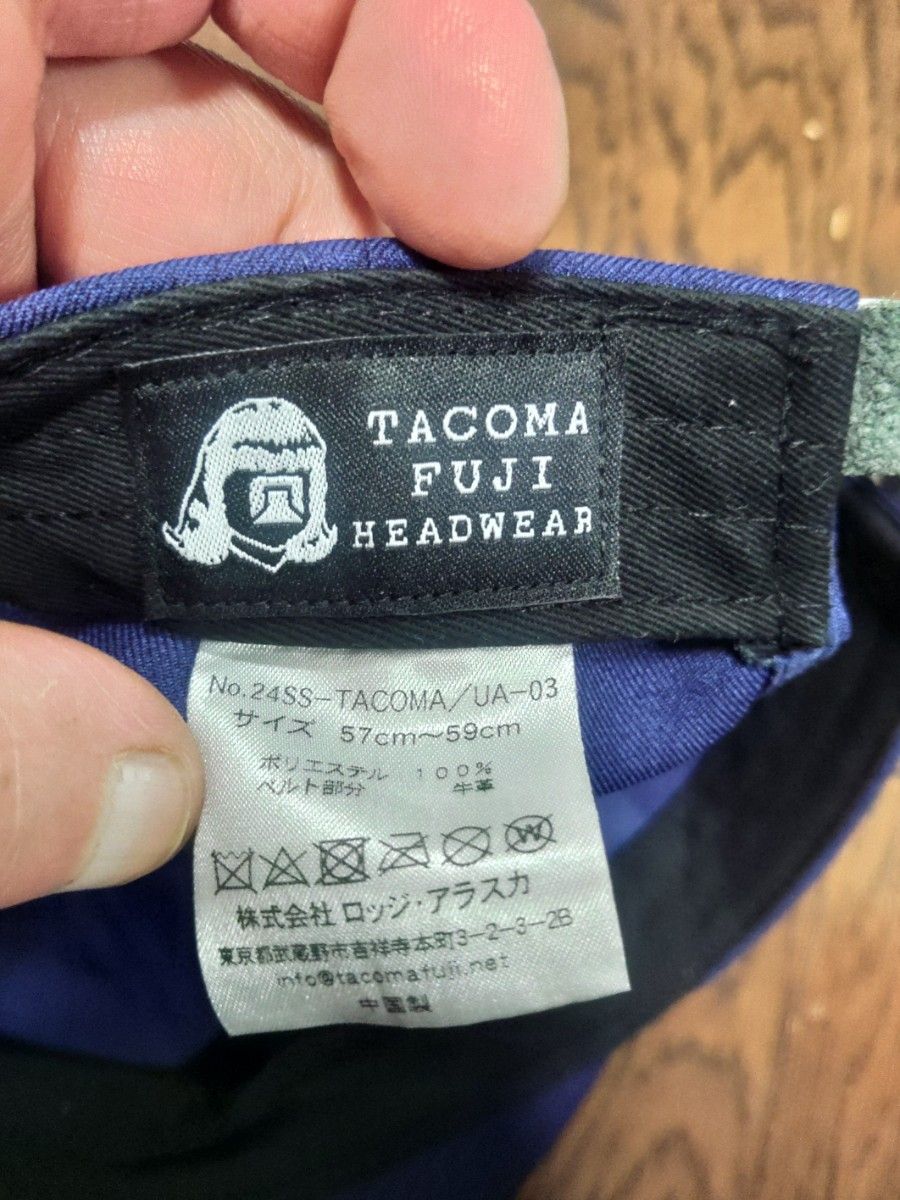 TACOMA
FUJI
HEADWEAR
No.24SS-TACOMA/UA-03
サイズ 57cm～59cm
ポリエステル 100%
ベルト部分 牛革
W
株式会社 ロッジ・アラスカ
東京都武蔵野市吉祥寺本町3-2-3-2B
info@tacomafuji.net
中国製